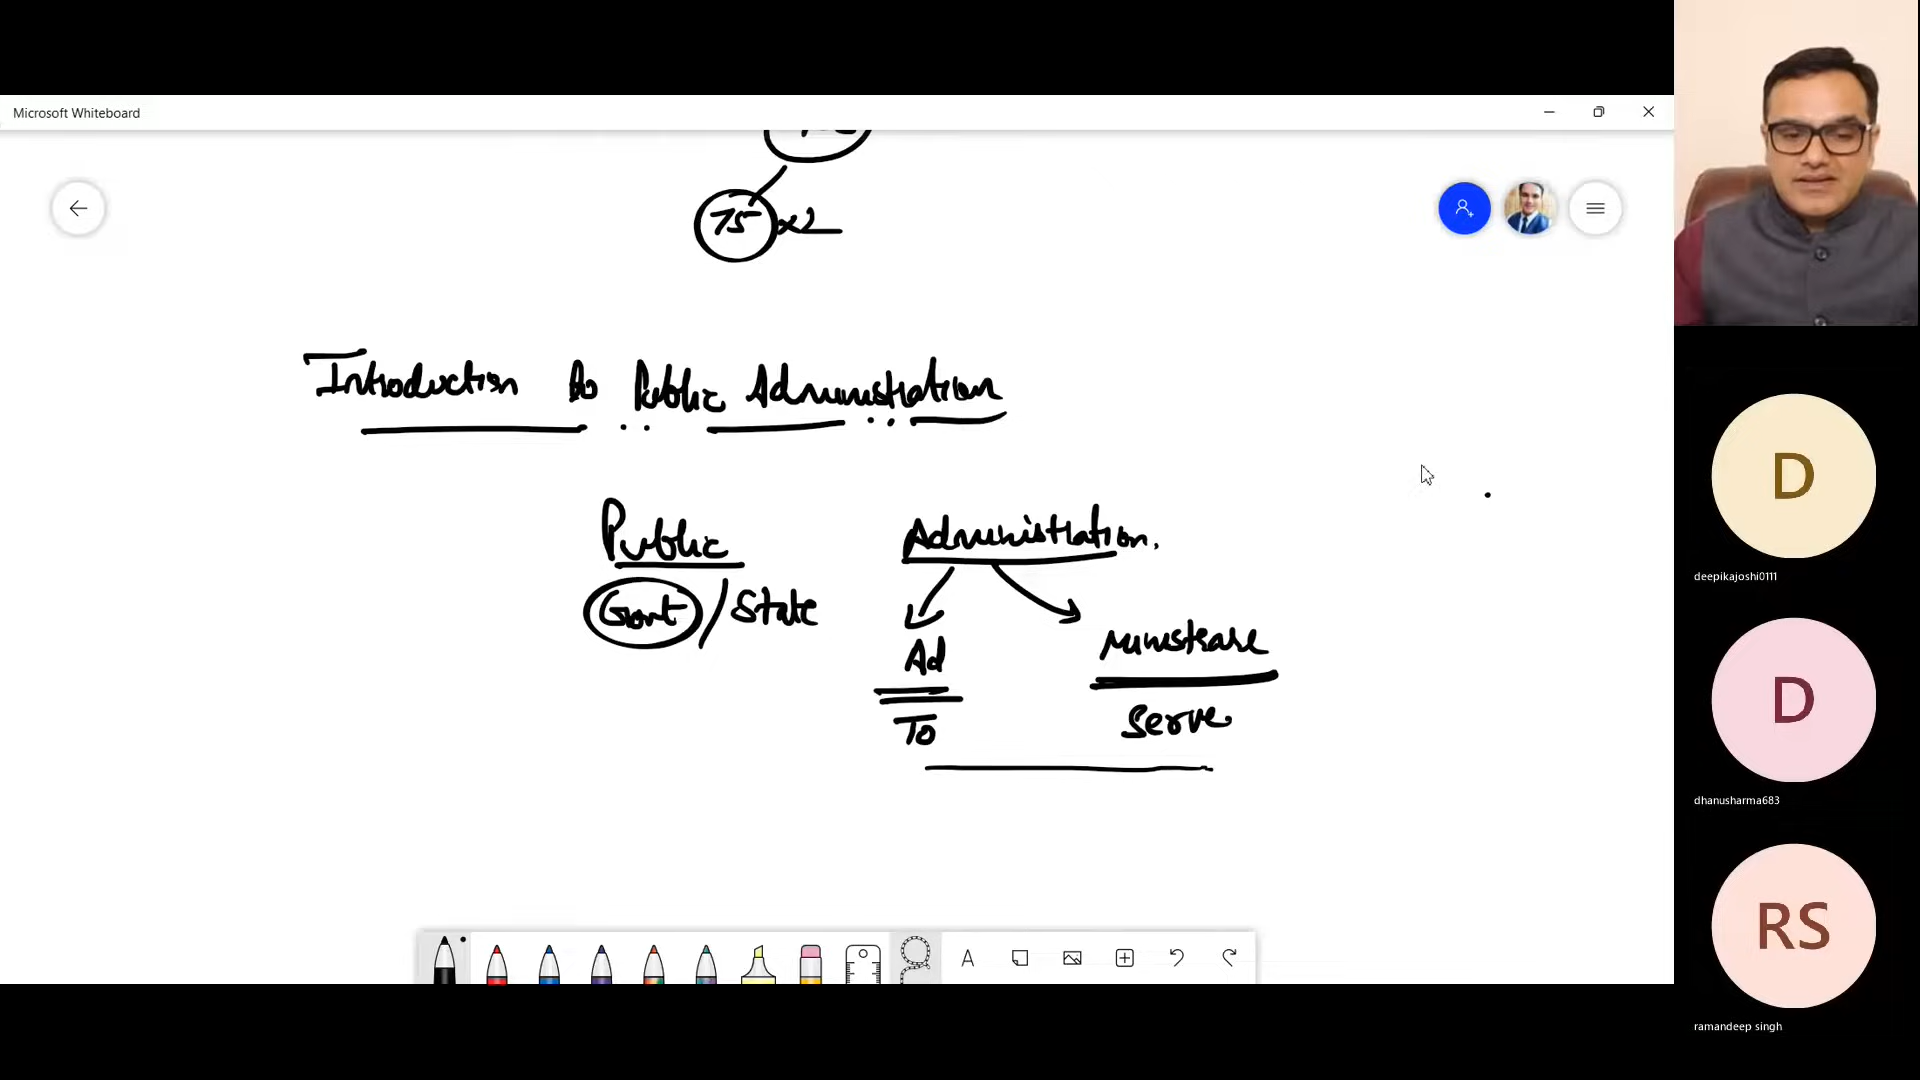 Microsoft Whiteboard
75 x2
Introduction to Public Administration
Public Administration.
Govt / State
Ad ministrare
To Serve
A
D
deepikajoshi0111
D
dhanusharma683
RS
ramandeep singh